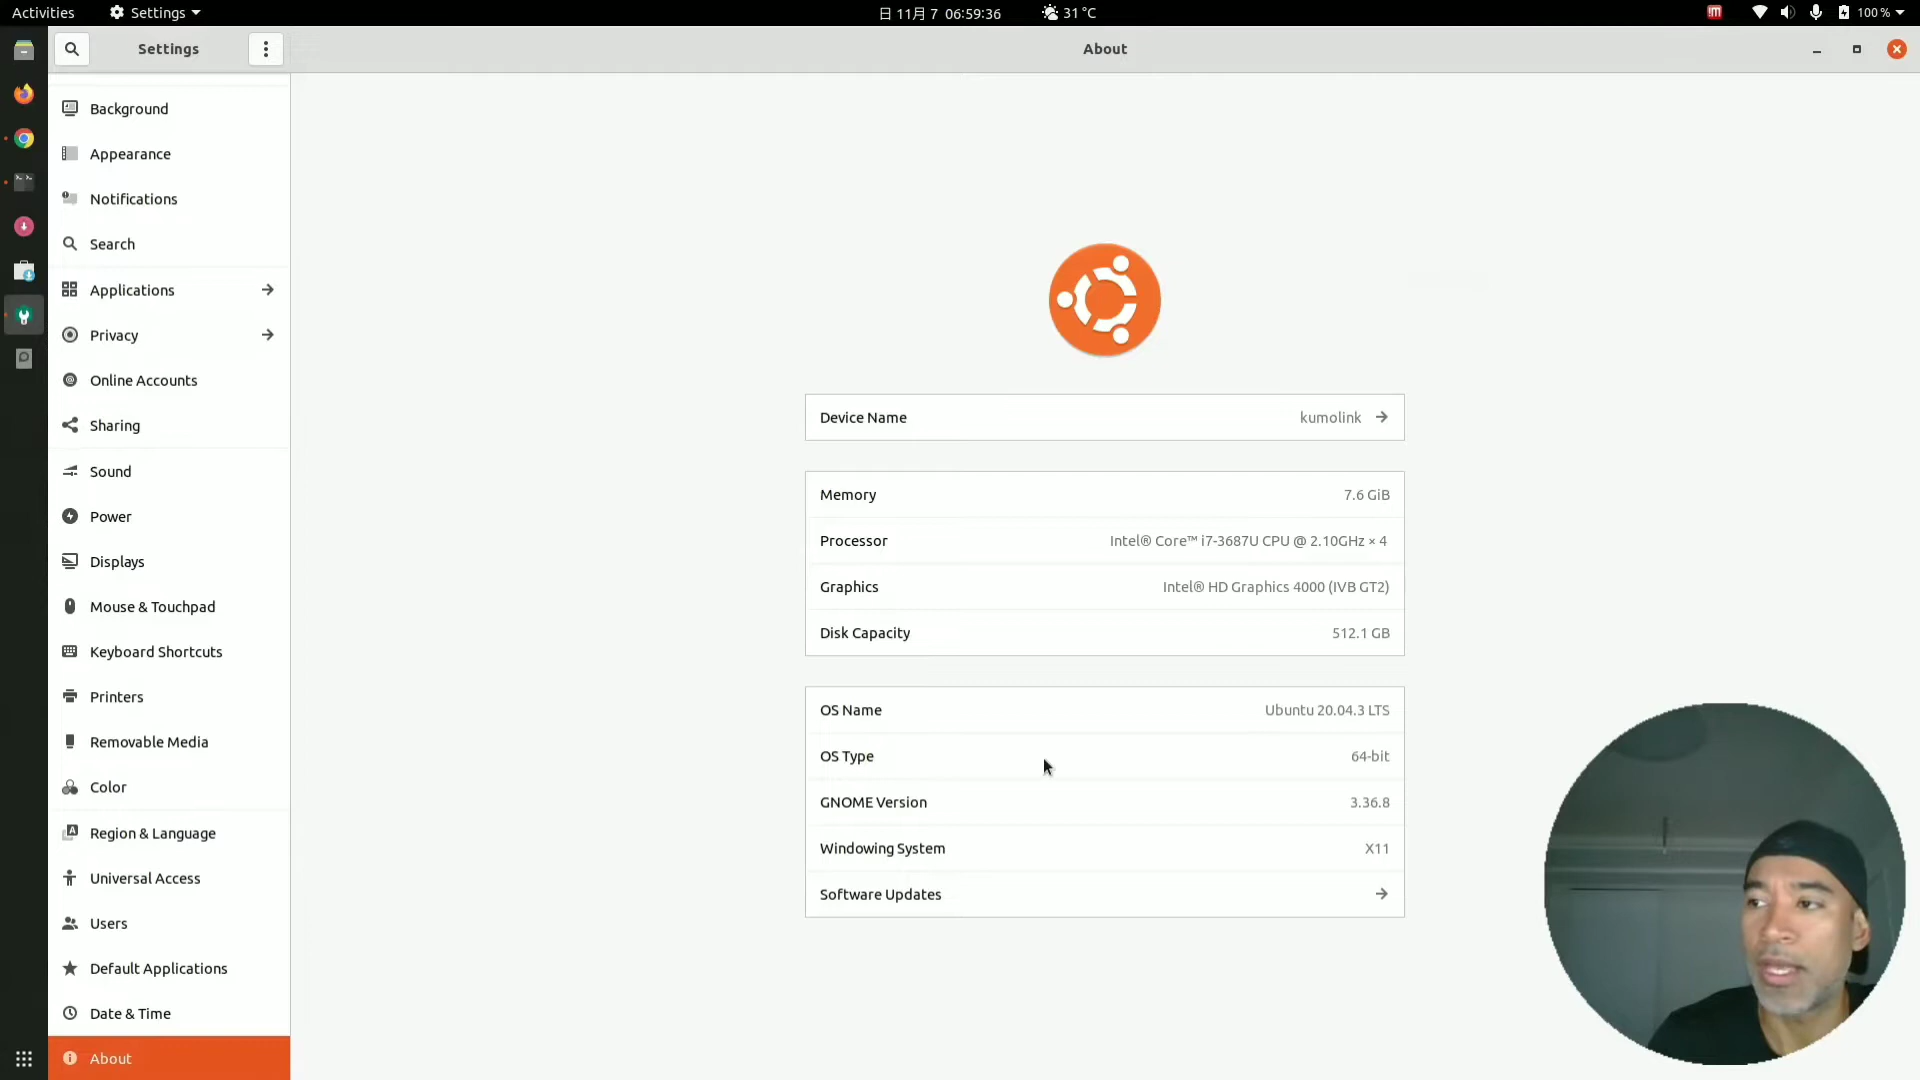 Activities Settings 日 11月 7 06:59:36 31 °C 100 %
Settings About
Background
Appearance
Notifications
Search
Applications
Privacy
Online Accounts
Sharing
Sound
Power
Displays
Mouse & Touchpad
Keyboard Shortcuts
Printers
Removable Media
Color
Region & Language
Universal Access
Users
Default Applications
Date & Time
About
Device Name kumolink
Memory 7.6 GiB
Processor Intel® Core™ i7-3687U CPU @ 2.10GHz × 4
Graphics Intel® HD Graphics 4000 (IVB GT2)
Disk Capacity 512.1 GB
OS Name Ubuntu 20.04.3 LTS
OS Type 64-bit
GNOME Version 3.36.8
Windowing System X11
Software Updates